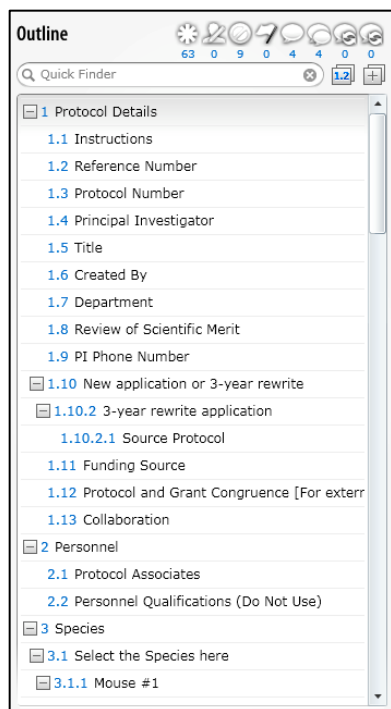 Outline
63 0 9 0 4 4 0 0
Quick Finder
1.2
1 Protocol Details
1.1 Instructions
1.2 Reference Number
1.3 Protocol Number
1.4 Principal Investigator
1.5 Title
1.6 Created By
1.7 Department
1.8 Review of Scientific Merit
1.9 PI Phone Number
1.10 New application or 3-year rewrite
1.10.2 3-year rewrite application
1.10.2.1 Source Protocol
1.11 Funding Source
1.12 Protocol and Grant Congruence [For extern
1.13 Collaboration
2 Personnel
2.1 Protocol Associates
2.2 Personnel Qualifications (Do Not Use)
3 Species
3.1 Select the Species here
3.1.1 Mouse #1